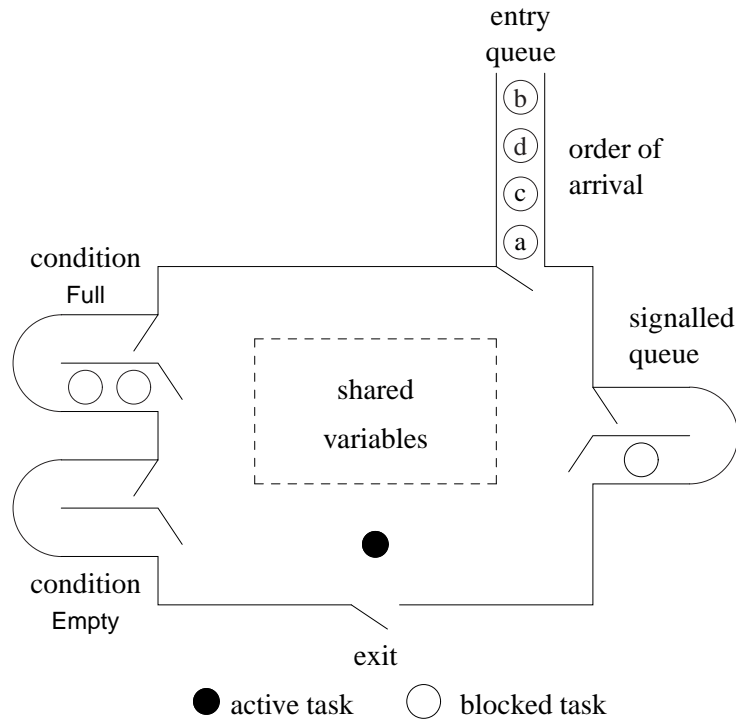 entry
queue
b
d
order of
arrival
c
a
condition
Full
signalled
queue
shared
variables
condition
Empty
exit
active task
blocked task